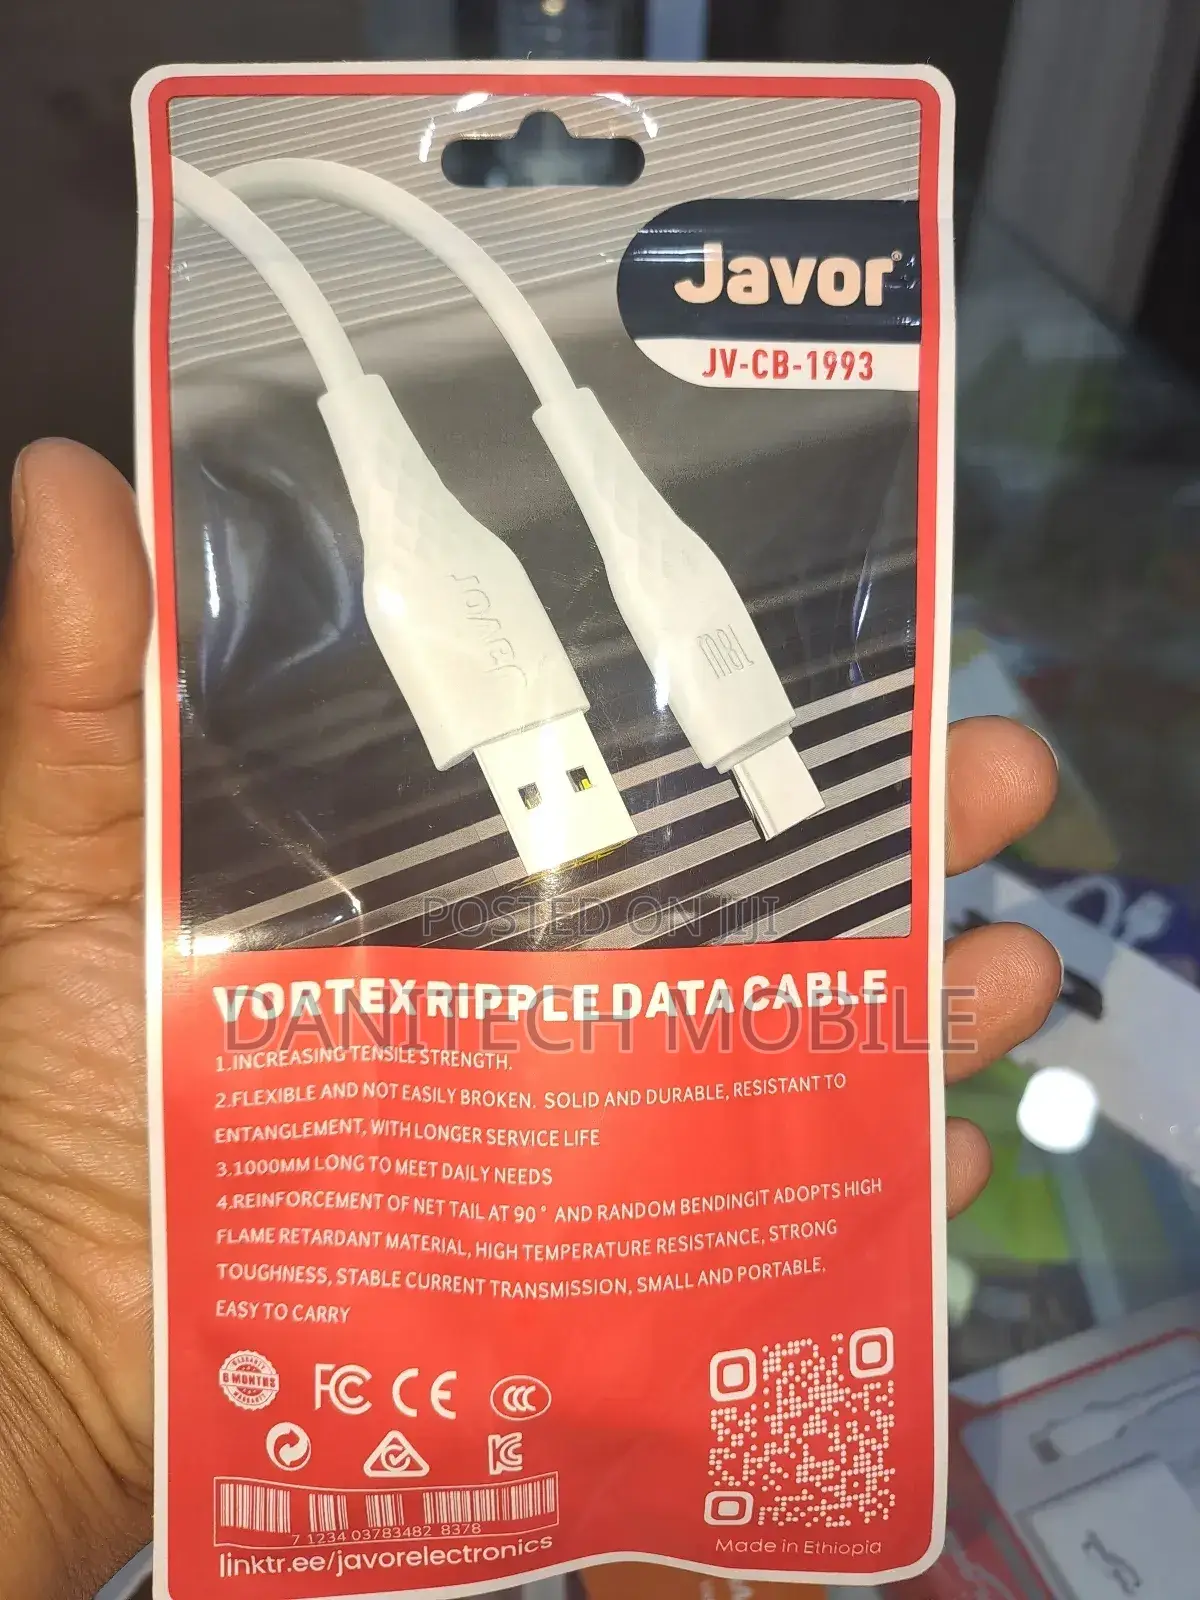 Javor®
JV-CB-1993
Javor
18W
POSTED ON JIJI
VORTEX RIPPLE DATA CABLE
DANITECH MOBILE
1.INCREASING TENSILE STRENGTH.
2.FLEXIBLE AND NOT EASILY BROKEN. SOLID AND DURABLE, RESISTANT TO
ENTANGLEMENT, WITH LONGER SERVICE LIFE
3.1000MM LONG TO MEET DAILY NEEDS
4.REINFORCEMENT OF NET TAIL AT 90° AND RANDOM BENDINGIT ADOPTS HIGH
FLAME RETARDANT MATERIAL, HIGH TEMPERATURE RESISTANCE, STRONG
TOUGHNESS, STABLE CURRENT TRANSMISSION, SMALL AND PORTABLE.
EASY TO CARRY
WARRANTY
6 MONTHS
WARRANTY
FC CE CCC
7 1234 03783482 8378
linktr.ee/javorelectronics
Made in Ethiopia